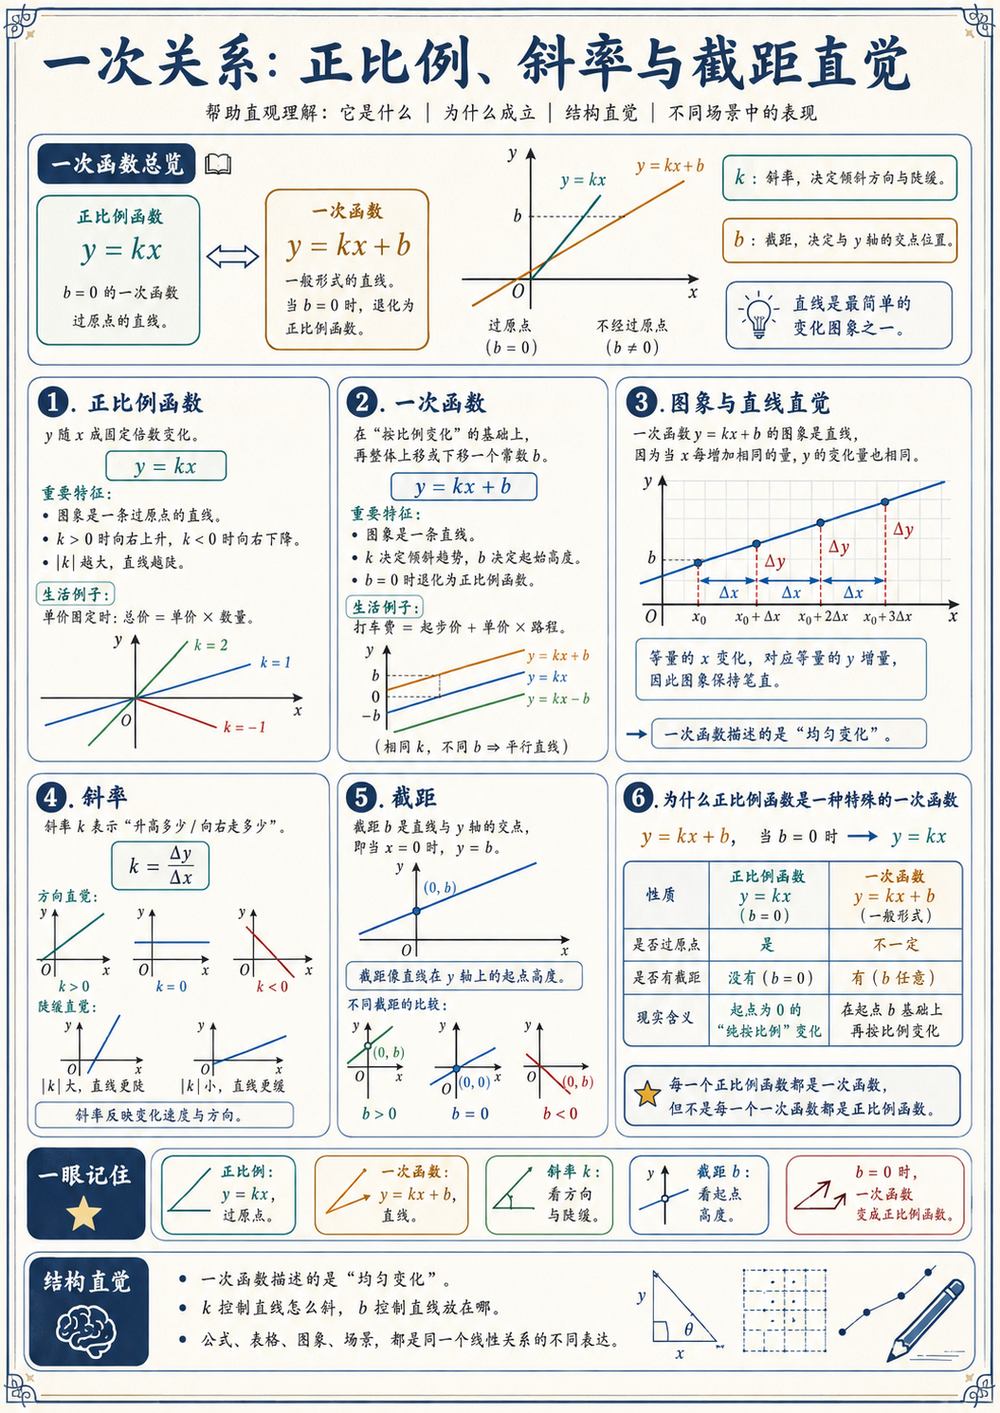 一次关系：正比例、斜率与截距直觉
帮助直观理解：它是什么 | 为什么成立 | 结构直觉 | 不同场景中的表现
一次函数总览
正比例函数
y = kx
b = 0 的一次函数
过原点的直线。
一次函数
y = kx + b
一般形式的直线。
当 b = 0 时，退化为
正比例函数。
y
y = kx
y = kx + b
b
O
x
过原点
(b = 0)
不经过原点
(b ≠ 0)
k：斜率，决定倾斜方向与陡缓。
b：截距，决定与 y 轴的交点位置。
直线是最简单的
变化图象之一。
1. 正比例函数
y 随 x 成固定倍数变化。
y = kx
重要特征：
• 图象是一条过原点的直线。
• k > 0 时向右上升，k < 0 时向右下降。
• |k| 越大，直线越陡。
生活例子：
单价图定时：总价 = 单价 × 数量。
y
k = 2
k = 1
x
O
k = −1
2. 一次函数
在“按比例变化”的基础上，
再整体上移或下移一个常数 b。
y = kx + b
重要特征：
• 图象是一条直线。
• k 决定倾斜趋势，b 决定起始高度。
• b = 0 时退化为正比例函数。
生活例子：
打车费 = 起步价 + 单价 × 路程。
y
y = kx + b
b
y = kx
0
y = kx − b
−b
(相同 k，不同 b ⇒ 平行直线)
3. 图象与直线直觉
一次函数 y = kx + b 的图象是直线，
因为当 x 每增加相同的量，y 的变化量也相同。
y
b
Δy
Δy
Δy
Δx
Δx
Δx
O
x₀
x₀ + Δx
x₀+2Δx
x₀+3Δx
x
等量的 x 变化，对应等量的 y 增量，
因此图象保持笔直。
一次函数描述的是“均匀变化”。
4. 斜率
斜率 k 表示“升高多少 / 向右走多少”。
k = Δy/Δx
方向直觉：
y
O
x
k > 0
y
O
x
k = 0
y
O
x
k < 0
陡缓直觉：
y
O
x
|k| 大，直线更陡
y
O
x
|k| 小，直线更缓
斜率反映变化速度与方向。
5. 截距
截距 b 是直线与 y 轴的交点，
即当 x = 0 时，y = b。
y
(0, b)
O
x
截距像直线在 y 轴上的起点高度。
不同截距的比较：
y
(0, b)
O
x
b > 0
y
O
(0, 0)
x
b = 0
y
O
(0, b)
x
b < 0
6. 为什么正比例函数是一种特殊的一次函数
y = kx + b， 当 b = 0 时 → y = kx
性质
正比例函数
y = kx
(b = 0)
一次函数
y = kx + b
(一般形式)
是否过原点
是
不一定
是否有截距
没有 (b = 0)
有 (b 任意)
现实含义
起点为 0 的
“纯按比例”变化
在起点 b 基础上
再按比例变化
每一个正比例函数都是一次函数，
但不是每一个一次函数都是正比例函数。
一眼记住
正比例：
y = kx，
过原点。
一次函数：
y = kx + b，
直线。
斜率 k：
看方向
与陡缓。
y
截距 b：
看起点
高度。
b = 0 时，
一次函数
变成正比例函数。
结构直觉
• 一次函数描述的是“均匀变化”。
• k 控制直线怎么斜，b 控制直线放在哪。
• 公式、表格、图象、场景，都是同一个线性关系的不同表达。
y
θ
x